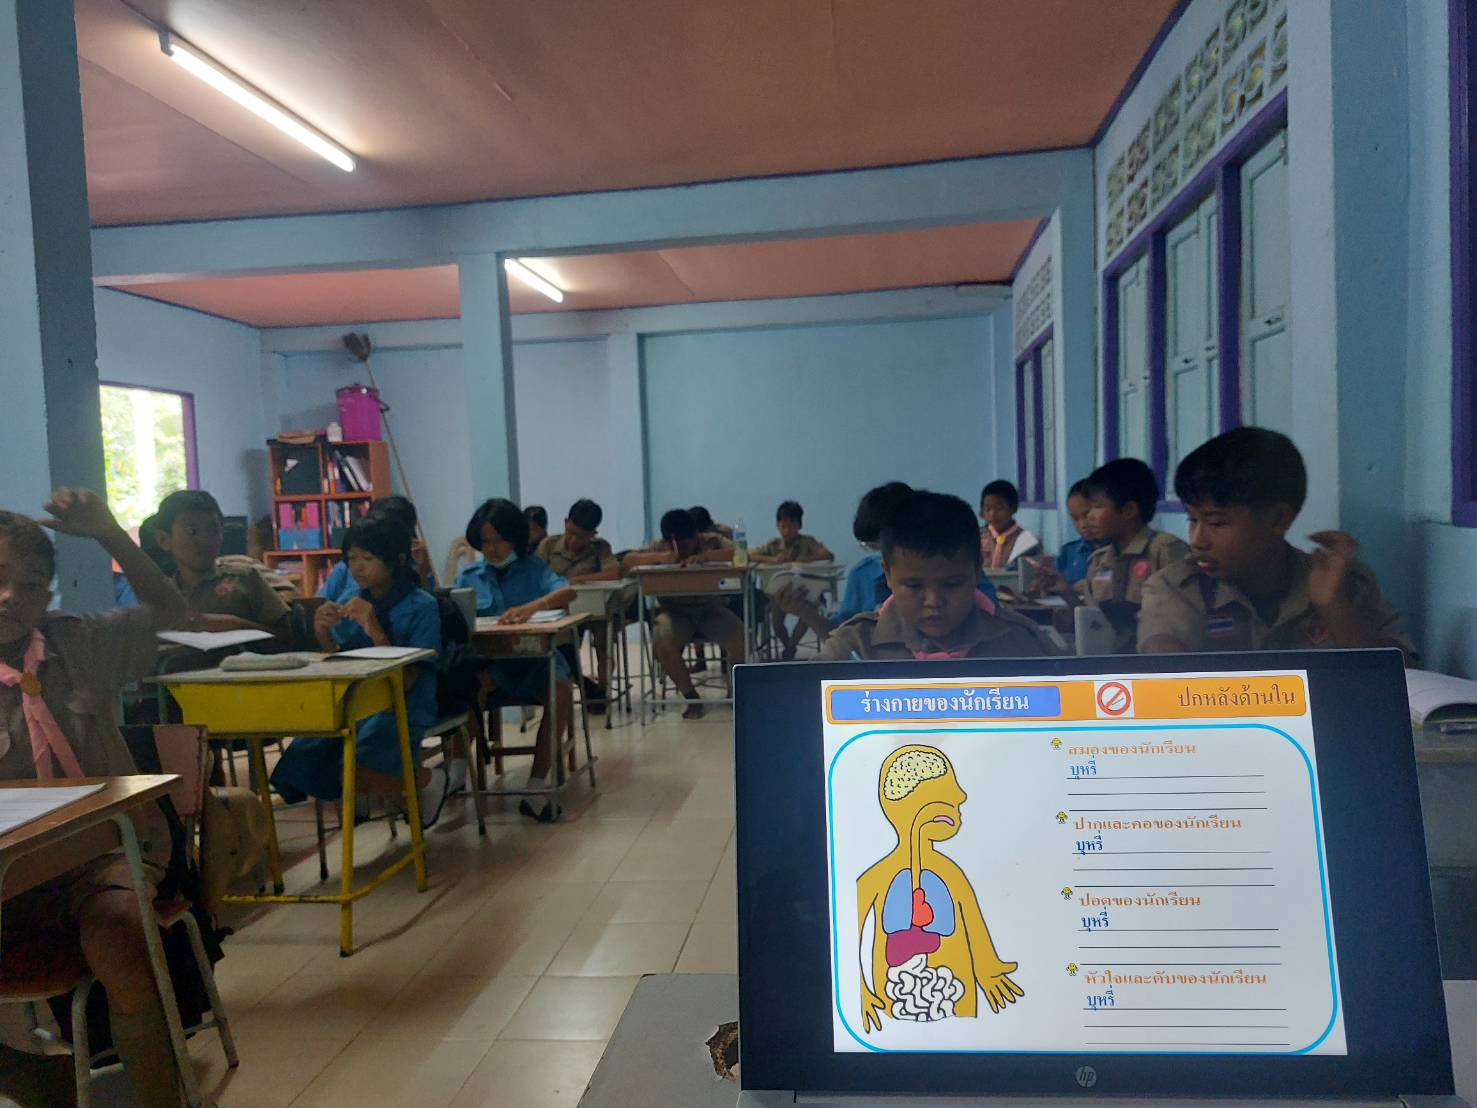 ร่างกายของนักเรียน
ปกหลังด้านใน
สมองของนักเรียน
บุหรี่
ปากและคอของนักเรียน
บุหรี่
ปอดของนักเรียน
บุหรี่
หัวใจและตับของนักเรียน
บุหรี่
hp